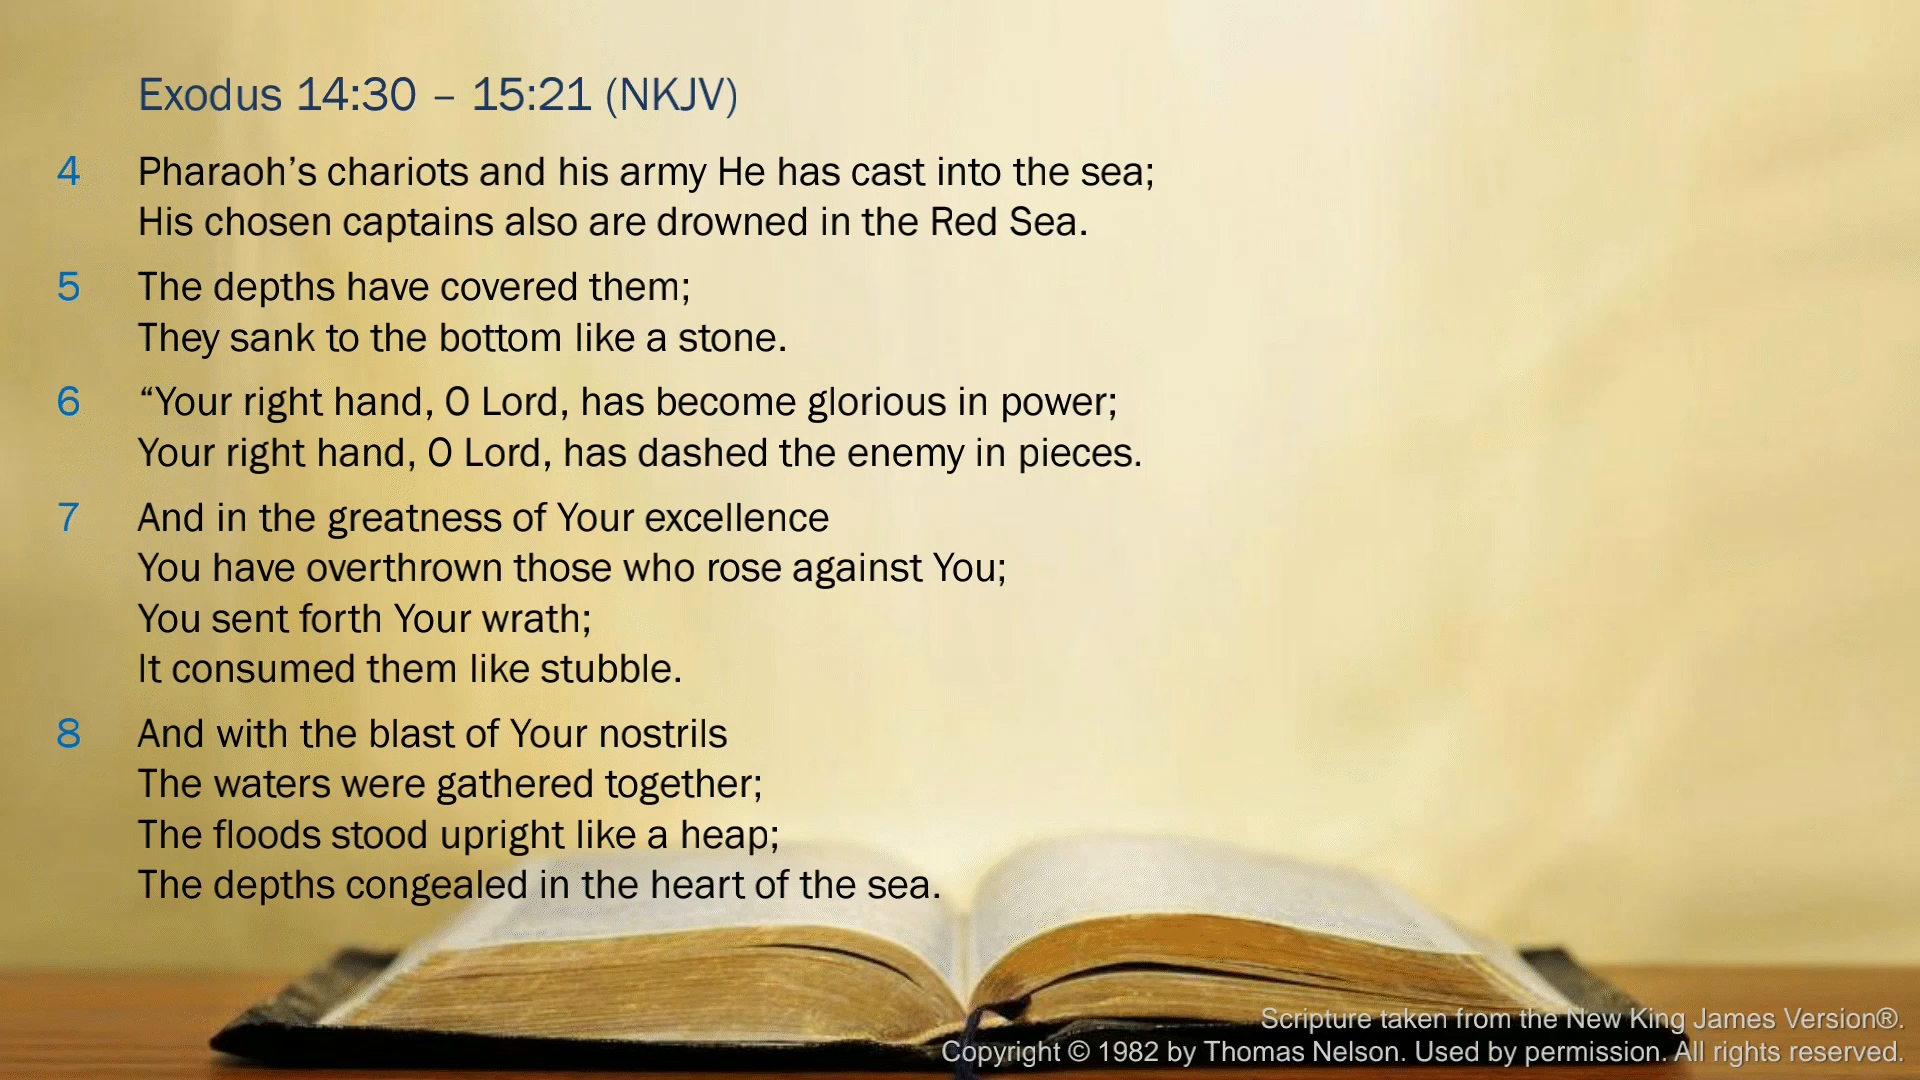 Exodus 14:30 – 15:21 (NKJV)
4 Pharaoh’s chariots and his army He has cast into the sea;
His chosen captains also are drowned in the Red Sea.
5 The depths have covered them;
They sank to the bottom like a stone.
6 “Your right hand, O Lord, has become glorious in power;
Your right hand, O Lord, has dashed the enemy in pieces.
7 And in the greatness of Your excellence
You have overthrown those who rose against You;
You sent forth Your wrath;
It consumed them like stubble.
8 And with the blast of Your nostrils
The waters were gathered together;
The floods stood upright like a heap;
The depths congealed in the heart of the sea.
Scripture taken from the New King James Version®.
Copyright © 1982 by Thomas Nelson. Used by permission. All rights reserved.